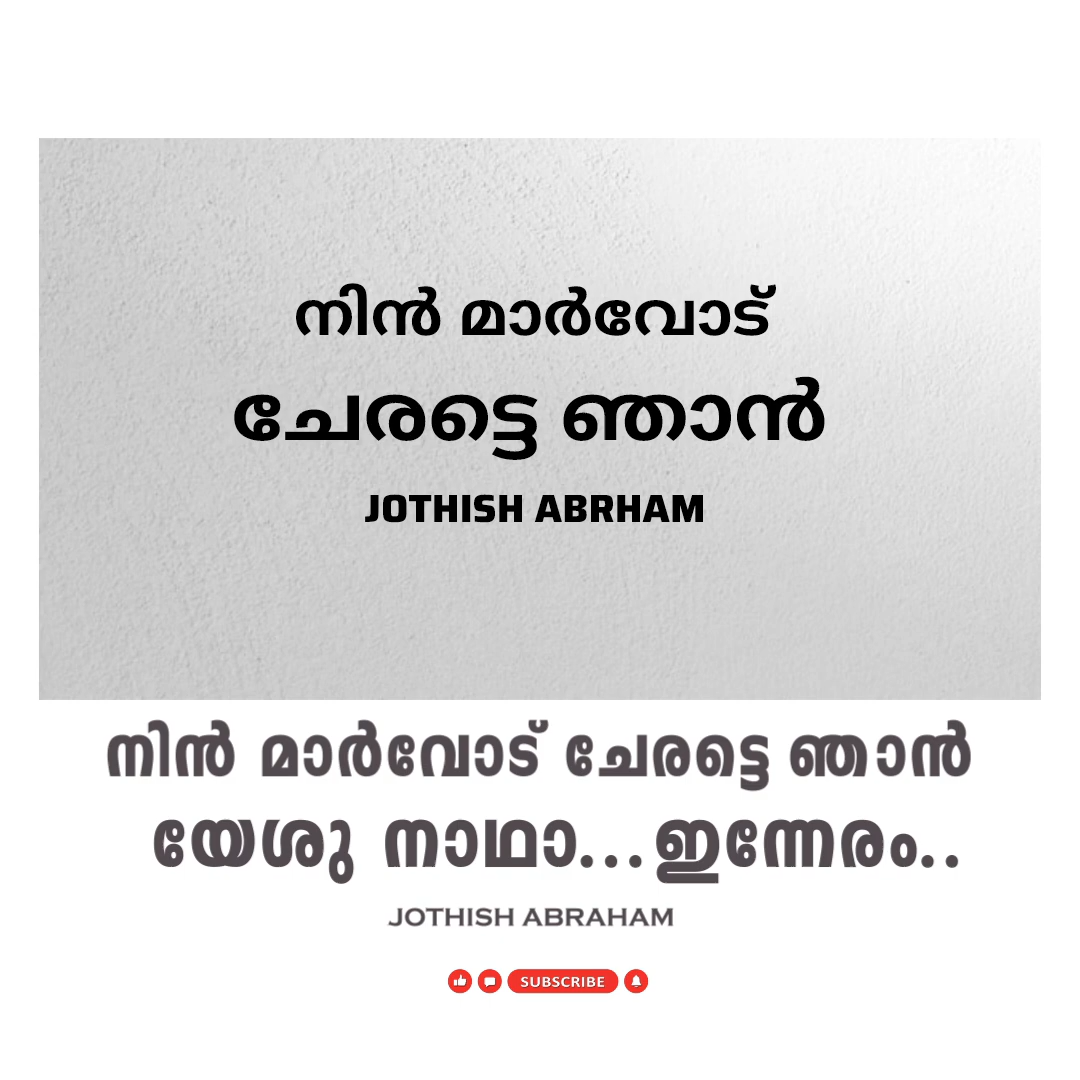 നിൻ മാർവോട്
ചേരട്ടെ ഞാൻ
JOTHISH ABRHAM
നിൻ മാർവോട് ചേരട്ടെ ഞാൻ
യേശു നാഥാ...ഇന്നേരം..
JOTHISH ABRAHAM
SUBSCRIBE